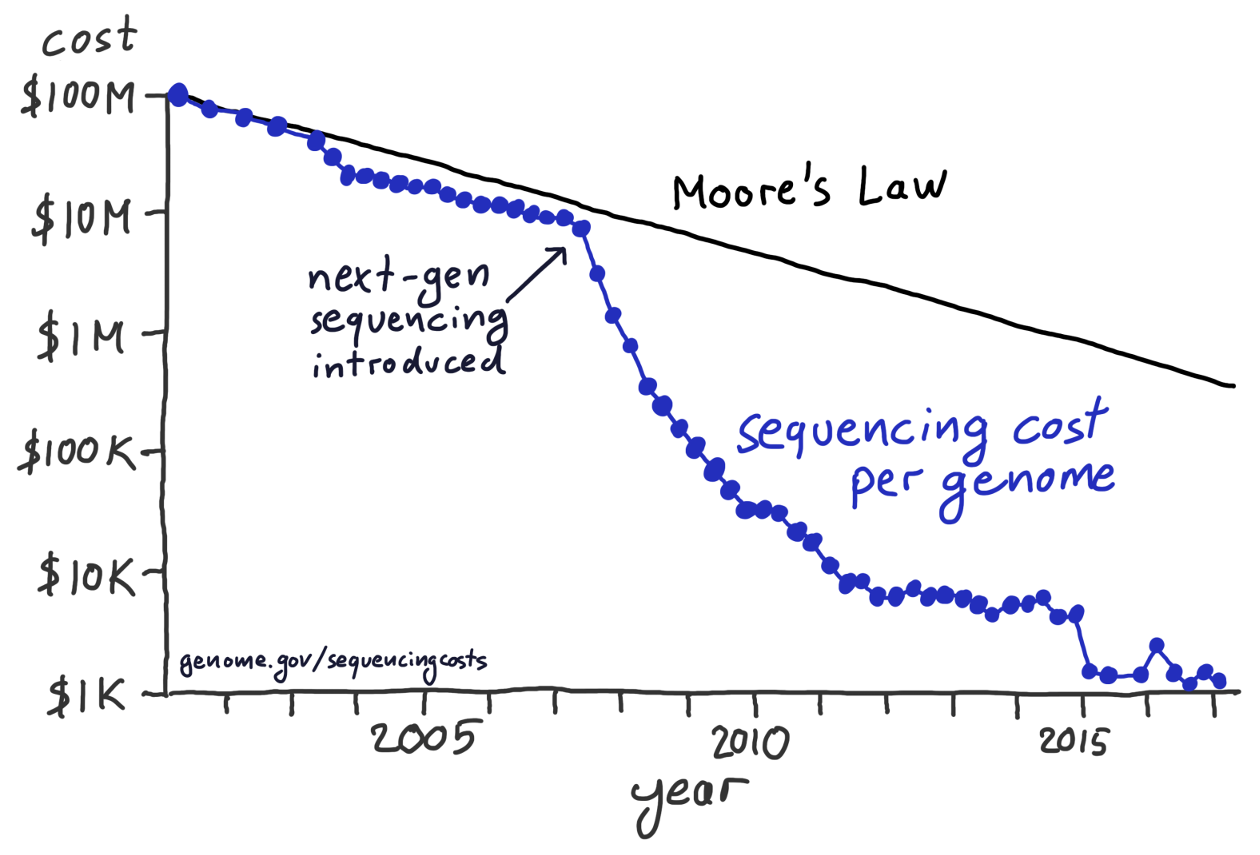 cost
$100M
$10M
$1M
$100K
$10K
$1K
Moore's Law
next-gen
sequencing
introduced
sequencing cost
per genome
genome.gov/sequencingcosts
2005
2010
2015
year